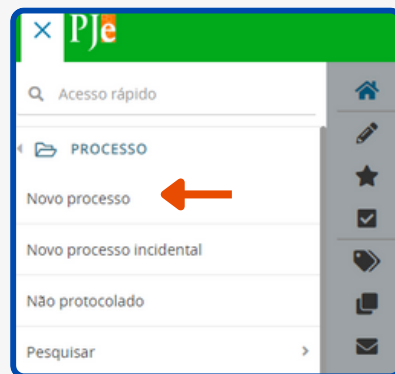 PJe
Acesso rápido
PROCESSO
Novo processo
Novo processo incidental
Não protocolado
Pesquisar